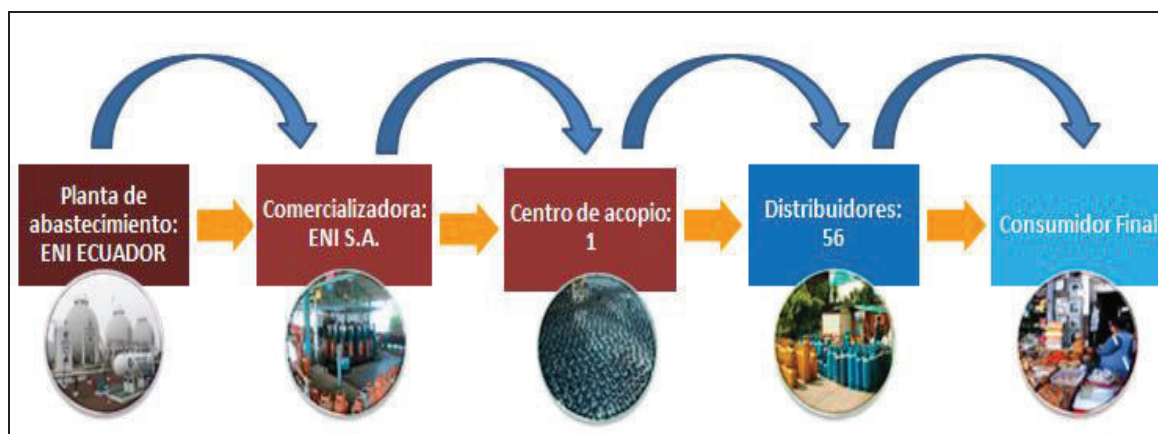 Planta de
abastecimiento:
ENI ECUADOR
Comercializadora:
ENI S.A.
Centro de acopio:
1
Distribuidores:
56
Consumidor Final